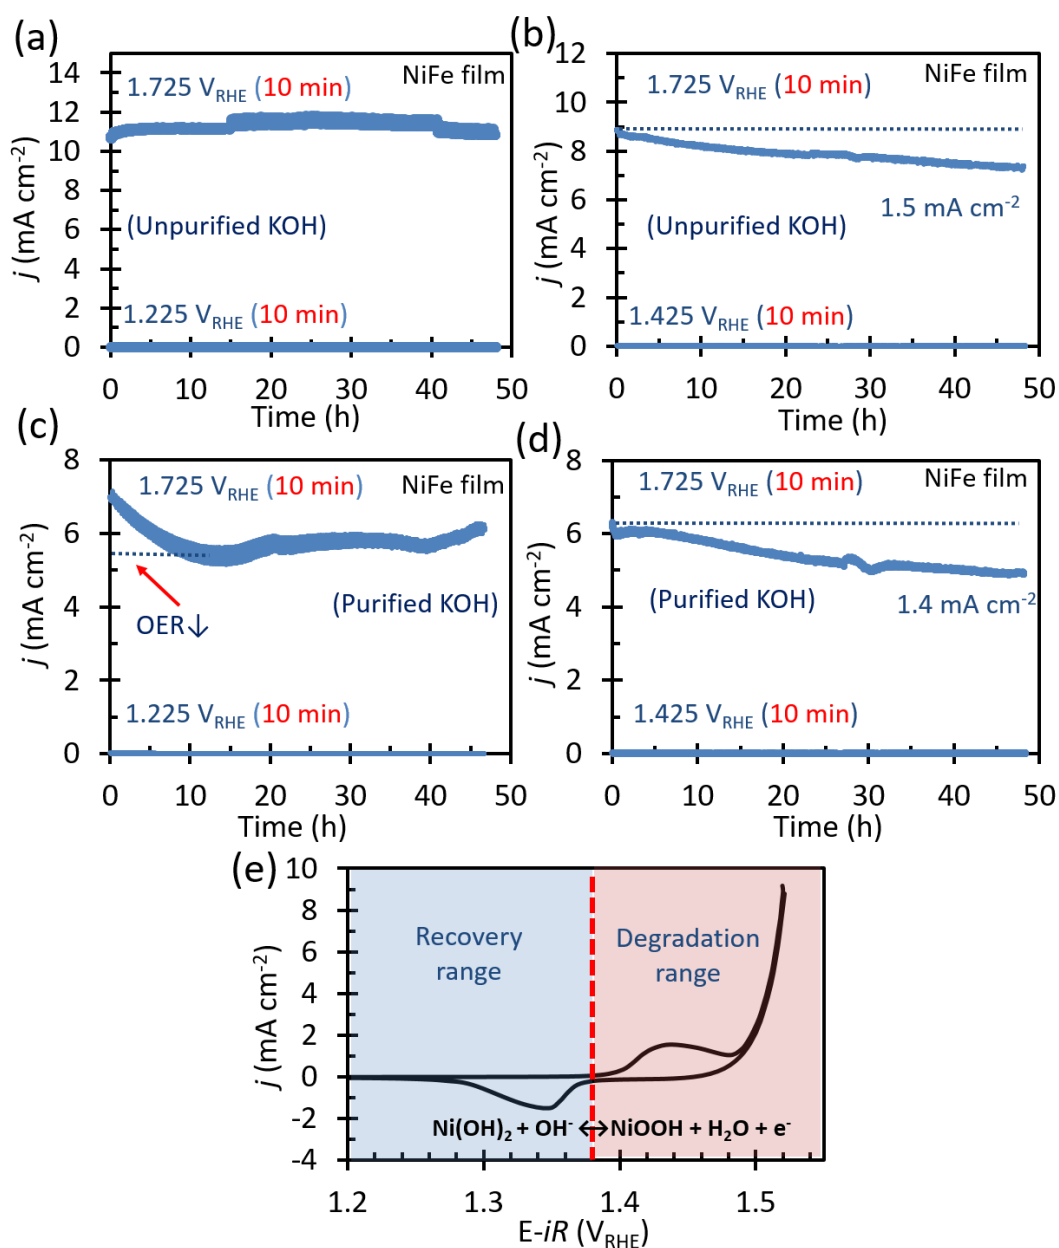 (a)
14
12
10
8
6
4
2
0
j (mA cm-2)
1.725 VRHE (10 min)
NiFe film
(Unpurified KOH)
1.225 VRHE (10 min)
0 10 20 30 40 50
Time (h)
(b)
12
10
8
6
4
2
0
j (mA cm-2)
1.725 VRHE (10 min)
NiFe film
1.5 mA cm-2
(Unpurified KOH)
1.425 VRHE (10 min)
0 10 20 30 40 50
Time (h)
(c)
8
6
4
2
0
j (mA cm-2)
1.725 VRHE (10 min)
NiFe film
(Purified KOH)
OER↓
1.225 VRHE (10 min)
0 10 20 30 40 50
Time (h)
(d)
8
6
4
2
0
j (mA cm-2)
1.725 VRHE (10 min)
NiFe film
(Purified KOH)
1.4 mA cm-2
1.425 VRHE (10 min)
0 10 20 30 40 50
Time (h)
(e)
10
8
6
4
2
0
-2
-4
j (mA cm-2)
Recovery
range
Degradation
range
Ni(OH)2 + OH- ↔ NiOOH + H2O + e-
1.2 1.3 1.4 1.5
E-iR (VRHE)